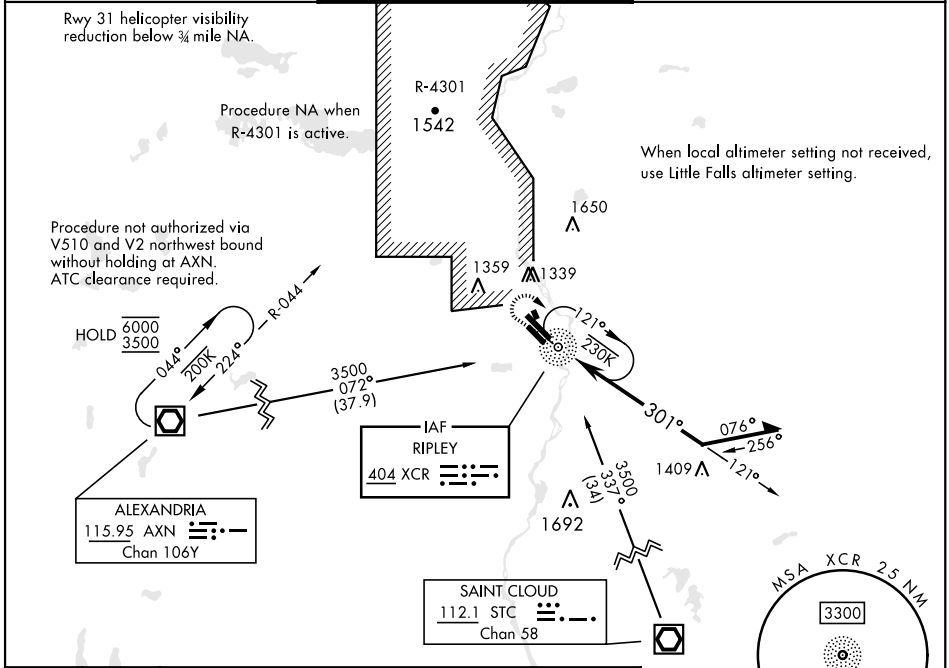 Rwy 31 helicopter visibility
reduction below ¾ mile NA.
R-4301
1542
Procedure NA when
R-4301 is active.
When local altimeter setting not received,
use Little Falls altimeter setting.
1650
Procedure not authorized via
V510 and V2 northwest bound
without holding at AXN.
ATC clearance required.
1359
1339
HOLD 6000
3500
044°
200K
224°
R-044
121°
230K
3500
072°
(37.9)
301°
076°
256°
121°
1409
IAF
RIPLEY
404 XCR
3500
337°
(34)
1692
ALEXANDRIA
115.95 AXN
Chan 106Y
SAINT CLOUD
112.1 STC
Chan 58
MSA XCR 25 NM
3300